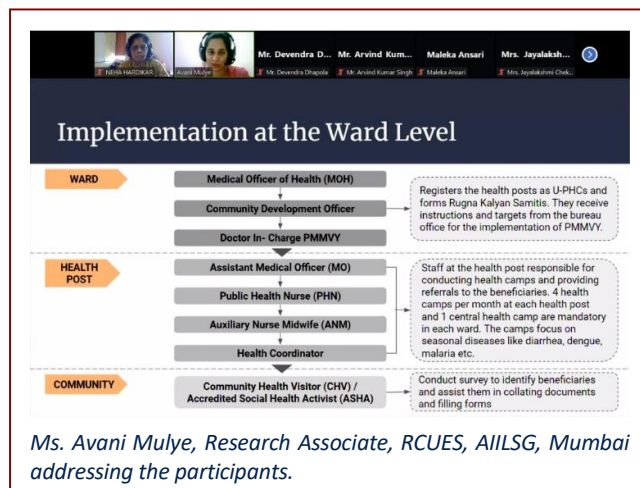 Mr. Devendra D... Mr. Arvind Kum... Maleka Ansari Mrs. Jayalaksh...
NEHA HARDIKAR Avani Mulye Mr. Devendra Dhapola Mr. Arvind Kumar Singh Maleka Ansari Mrs. Jayalakshmi Chek...
Implementation at the Ward Level
WARD
Medical Officer of Health (MOH)
Community Development Officer
Doctor In- Charge PMMVY
Registers the health posts as U-PHCs and
forms Rugna Kalyan Samitis. They receive
instructions and targets from the bureau
office for the implementation of PMMVY.
HEALTH
POST
Assistant Medical Officer (MO)
Public Health Nurse (PHN)
Auxiliary Nurse Midwife (ANM)
Health Coordinator
Staff at the health post responsible for
conducting health camps and providing
referrals to the beneficiaries. 4 health
camps per month at each health post
and 1 central health camp are mandatory
in each ward. The camps focus on
seasonal diseases like diarrhea, dengue,
malaria etc.
COMMUNITY
Community Health Visitor (CHV) /
Accredited Social Health Activist (ASHA)
Conduct survey to identify beneficiaries
and assist them in collating documents
and filling forms
Ms. Avani Mulye, Research Associate, RCUES, AIILSG, Mumbai
addressing the participants.